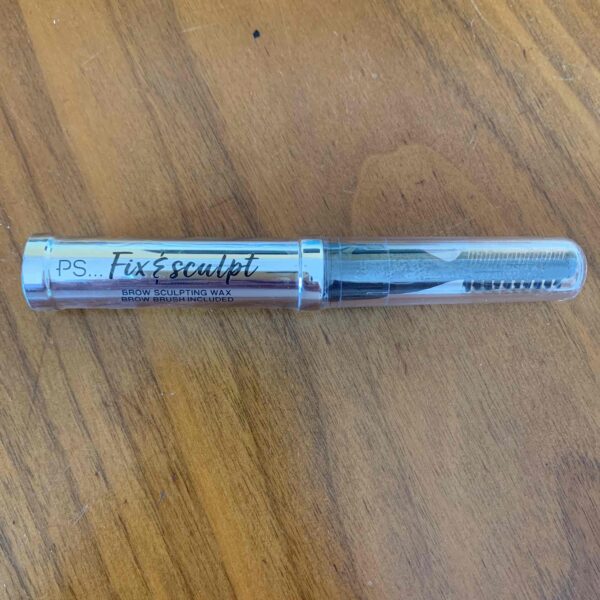 PS... Fix & sculpt
BROW SCULPTING WAX
BROW BRUSH INCLUDED